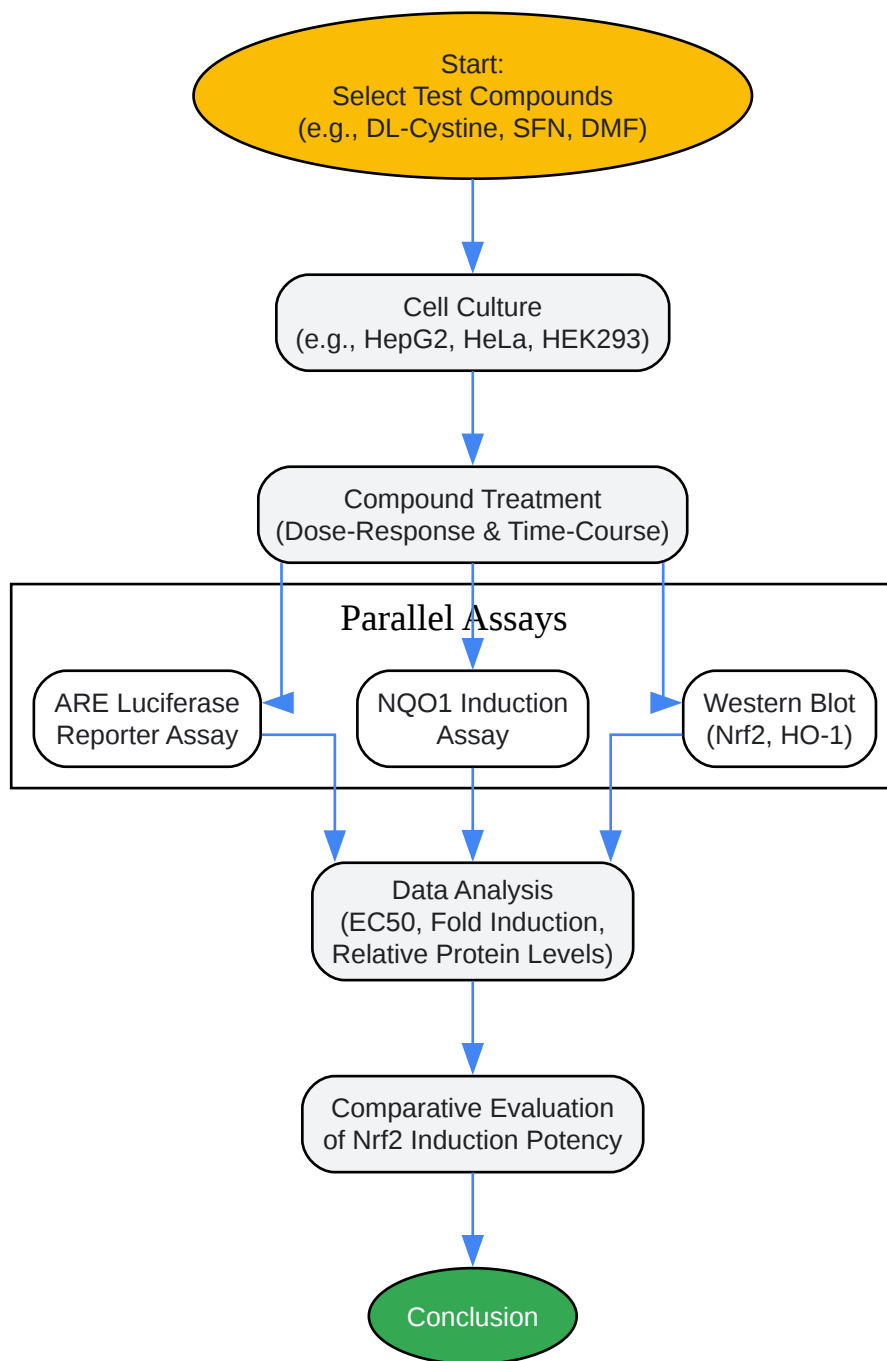 Start:
Select Test Compounds
(e.g., DL-Cystine, SFN, DMF)
Cell Culture
(e.g., HepG2, HeLa, HEK293)
Compound Treatment
(Dose-Response & Time-Course)
Parallel Assays
ARE Luciferase
Reporter Assay
NQO1 Induction
Assay
Western Blot
(Nrf2, HO-1)
Data Analysis
(EC50, Fold Induction,
Relative Protein Levels)
Comparative Evaluation
of Nrf2 Induction Potency
Conclusion